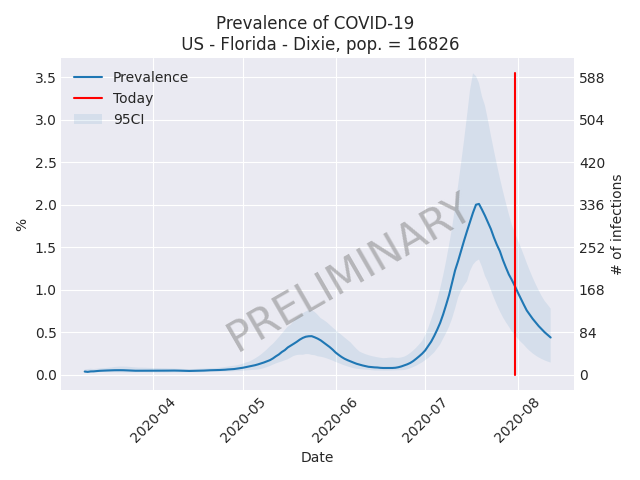 Prevalence of COVID-19
US - Florida - Dixie, pop. = 16826
Prevalence
Today
95CI
3.5
3.0
2.5
2.0
1.5
1.0
0.5
0.0
%
588
504
420
336
252
168
84
0
# of infections
PRELIMINARY
2020-04
2020-05
2020-06
2020-07
2020-08
Date